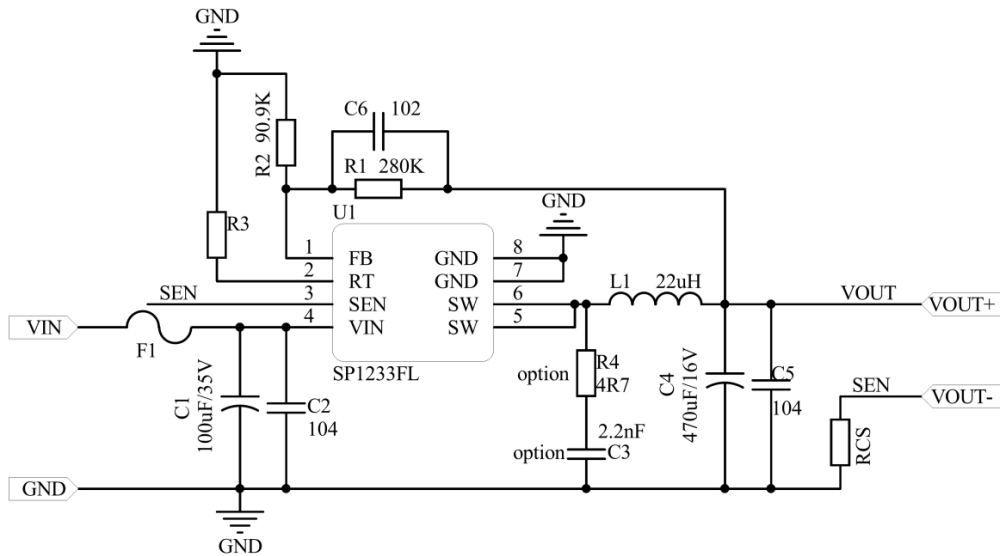 GND
C6 102
R2 90.9K
R1 280K
U1
GND
R3
1 FB GND 8
2 RT GND 7
SEN 3 SEN SW 6
4 VIN SW 5
L1 22uH
VOUT
VOUT+
VIN
F1
SP1233FL
C1
100uF/35V
C2
104
option
R4
4R7
C4
470uF/16V
C5
104
SEN
VOUT-
2.2nF
option
C3
RCS
GND
GND